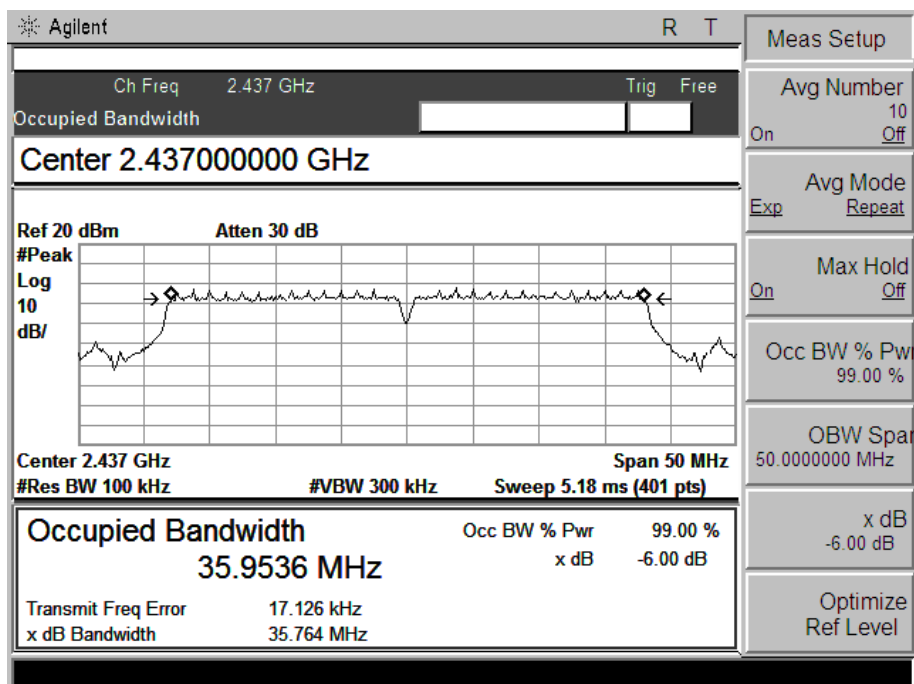 Agilent R T
Ch Freq 2.437 GHz Trig Free
Occupied Bandwidth
Center 2.437000000 GHz
Ref 20 dBm Atten 30 dB
#Peak
Log
10
dB/
Center 2.437 GHz Span 50 MHz
#Res BW 100 kHz #VBW 300 kHz Sweep 5.18 ms (401 pts)
Occupied Bandwidth
35.9536 MHz
Occ BW % Pwr 99.00 %
x dB -6.00 dB
Transmit Freq Error 17.126 kHz
x dB Bandwidth 35.764 MHz
Meas Setup
Avg Number
10
On Off
Avg Mode
Exp Repeat
Max Hold
On Off
Occ BW % Pwr
99.00 %
OBW Span
50.0000000 MHz
x dB
-6.00 dB
Optimize
Ref Level